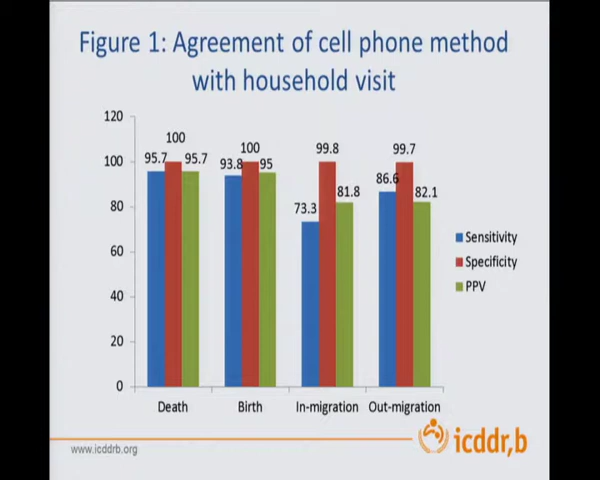 Figure 1: Agreement of cell phone method
with household visit
120
100
80
60
40
20
0
95.7
100
95.7
93.8
100
95
73.3
99.8
81.8
86.6
99.7
82.1
Death
Birth
In-migration
Out-migration
Sensitivity
Specificity
PPV
www.icddrb.org
icddr,b